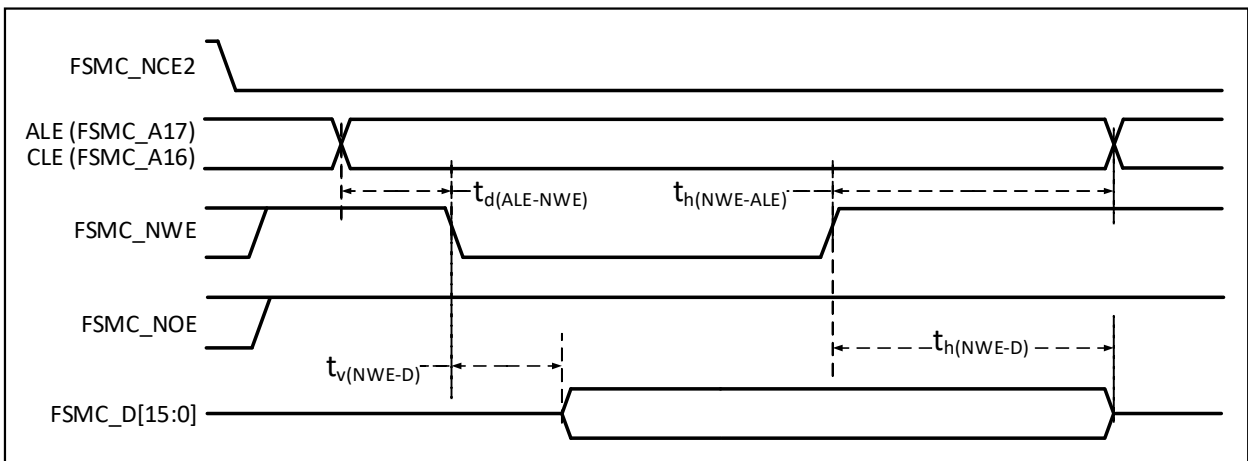 FSMC_NCE2
ALE (FSMC_A17)
CLE (FSMC_A16)
td(ALE-NWE)
th(NWE-ALE)
FSMC_NWE
FSMC_NOE
th(NWE-D)
tv(NWE-D)
FSMC_D[15:0]